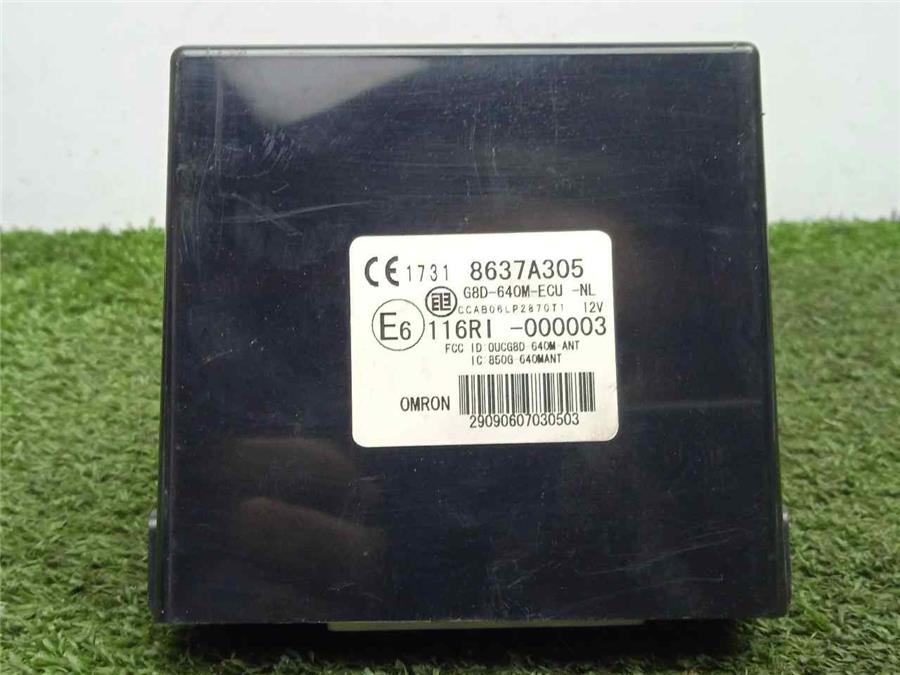 CE 1731 8637A305
G8D-640M-ECU -NL
CCAB06LP2870T1 12V
E6 116RI -000003
FCC ID:OUCG8D-640M-ANT
IC:850G-640MANT
OMRON
29090607030503